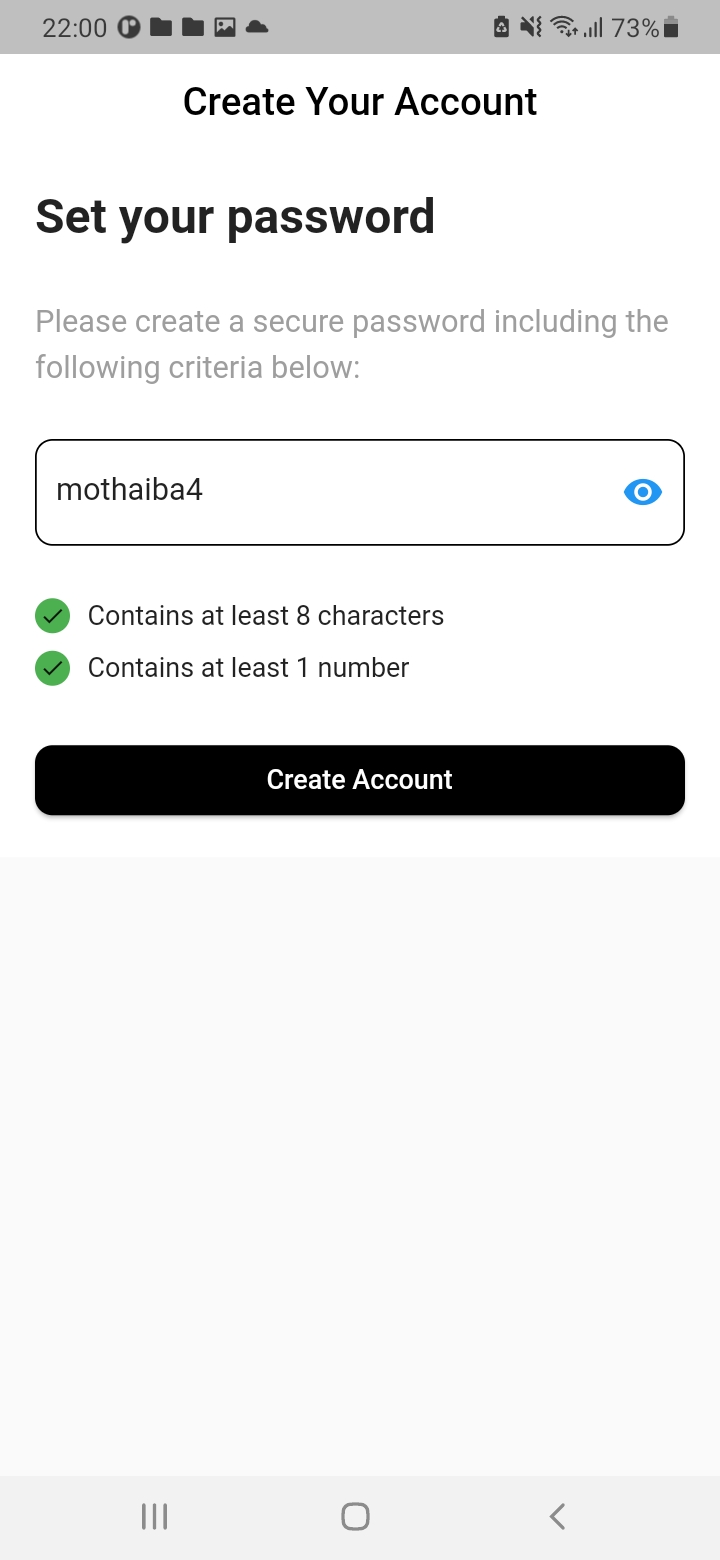 22:00 73%
Create Your Account
Set your password
Please create a secure password including the
following criteria below:
mothaiba4
Contains at least 8 characters
Contains at least 1 number
Create Account